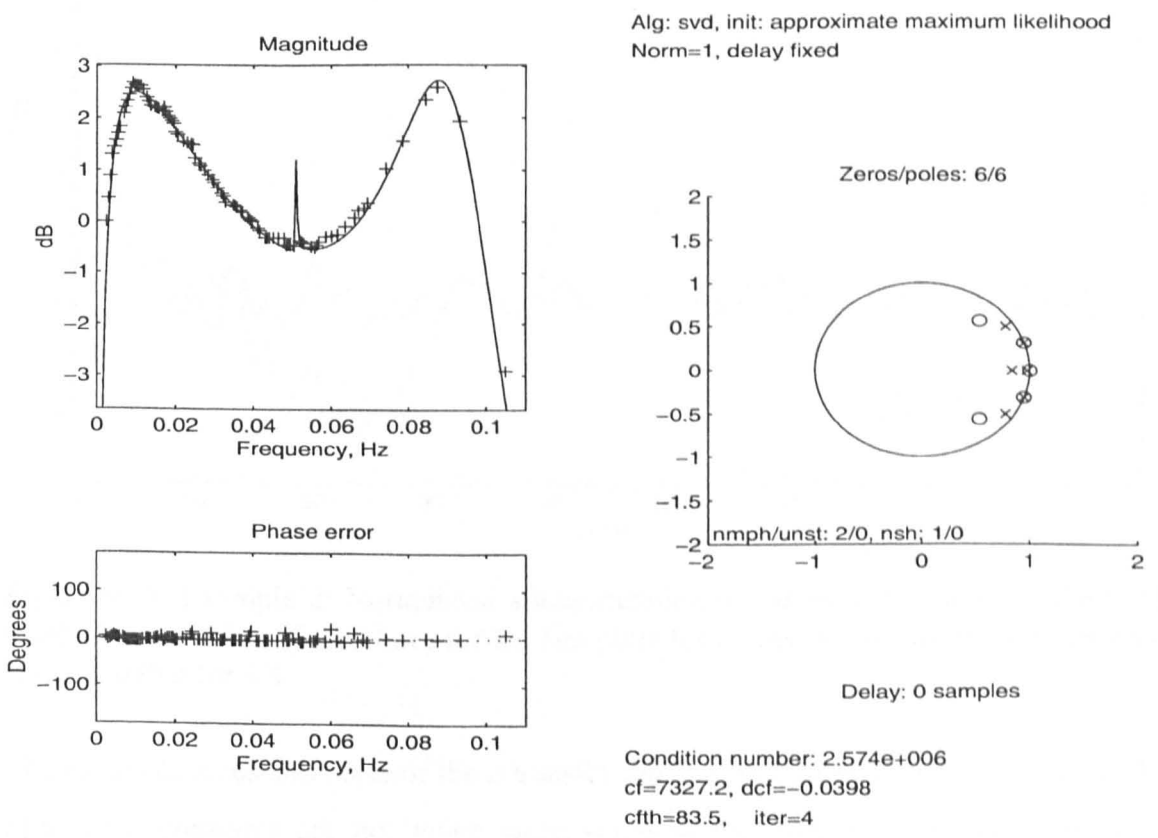 Alg: svd, init: approximate maximum likelihood
Norm=1, delay fixed
Magnitude
3
2
1
0
−1
−2
−3
dB
0 0.02 0.04 0.06 0.08 0.1
Frequency, Hz
Zeros/poles: 6/6
2
1.5
1
0.5
0
−0.5
−1
−1.5
−2
nmph/unst: 2/0, nsh; 1/0
−2 −1 0 1 2
Phase error
100
0
−100
Degrees
0 0.02 0.04 0.06 0.08 0.1
Frequency, Hz
Delay: 0 samples
Condition number: 2.574e+006
cf=7327.2, dcf=−0.0398
cfth=83.5, iter=4